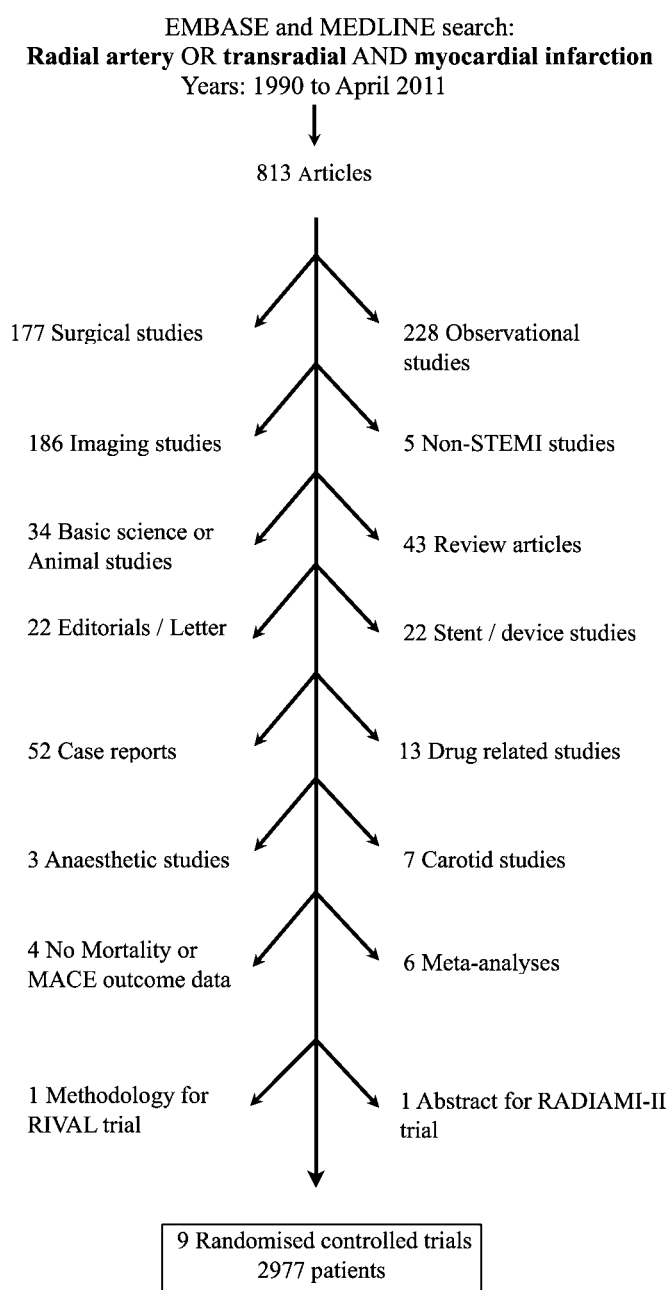 EMBASE and MEDLINE search:
Radial artery OR transradial AND myocardial infarction
Years: 1990 to April 2011
813 Articles
177 Surgical studies
228 Observational
studies
186 Imaging studies
5 Non-STEMI studies
34 Basic science or
Animal studies
43 Review articles
22 Editorials / Letter
22 Stent / device studies
52 Case reports
13 Drug related studies
3 Anaesthetic studies
7 Carotid studies
4 No Mortality or
MACE outcome data
6 Meta-analyses
1 Methodology for
RIVAL trial
1 Abstract for RADIAMI-II
trial
9 Randomised controlled trials
2977 patients